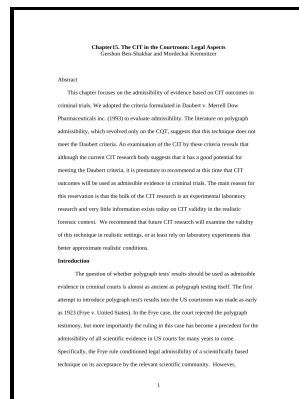 Chapter15. The CIT in the Courtroom: Legal Aspects
Gershon Ben-Shakhar and Mordechai Kremnitzer
Abstract
This chapter focuses on the admissibility of evidence based on CIT outcomes in
criminal trials. We adopted the criteria formulated in Daubert v. Merrell Dow
Pharmaceuticals inc. (1993) to evaluate admissibility. The literature on polygraph
admissibility, which revolved only on the CQT, suggests that this technique does not
meet the Daubert criteria. An examination of the CIT by these criteria reveals that
although the current CIT research body suggests that it has a good potential for
meeting the Daubert criteria, it is premature to recommend at this time that CIT
outcomes will be used as admissible evidence in criminal trials. The main reason for
this reservation is that the bulk of the CIT research is an experimental laboratory
research and very little information exists today on CIT validity in the realistic
forensic context. We recommend that future CIT research will examine the validity
of this technique in realistic settings, or at least rely on laboratory experiments that
better approximate realistic conditions.
Introduction
The question of whether polygraph tests' results should be used as admissible
evidence in criminal courts is almost as ancient as polygraph testing itself. The first
attempt to introduce polygraph test's results into the US courtroom was made as early
as 1923 (Frye v. United States). In the Frye case, the court rejected the polygraph
testimony, but more importantly the ruling in this case has become a precedent for the
admissibility of all scientific evidence in US courts for many years to come.
Specifically, the Frye rule conditioned legal admissibility of a scientifically based
technique on its acceptance by the relevant scientific community. However,
1